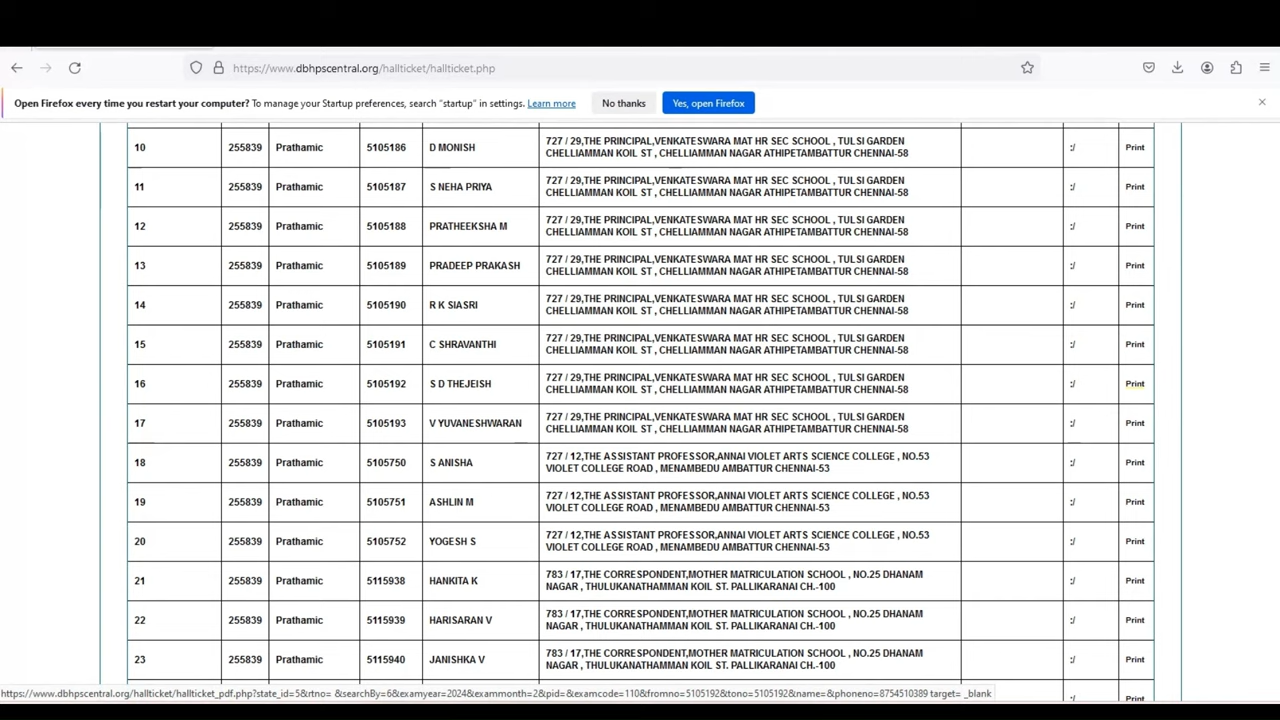 https://www.dbhpscentral.org/hallticket/hallticket.php
Open Firefox every time you restart your computer? To manage your Startup preferences, search "startup" in settings. Learn more No thanks Yes, open Firefox
10 255839 Prathamic 5105186 D MONISH 727 / 29,THE PRINCIPAL,VENKATESWARA MAT HR SEC SCHOOL , TULSI GARDEN :/ Print
CHELLIAMMAN KOIL ST , CHELLIAMMAN NAGAR ATHIPETAMBATTUR CHENNAI-58
11 255839 Prathamic 5105187 S NEHA PRIYA 727 / 29,THE PRINCIPAL,VENKATESWARA MAT HR SEC SCHOOL , TULSI GARDEN :/ Print
CHELLIAMMAN KOIL ST , CHELLIAMMAN NAGAR ATHIPETAMBATTUR CHENNAI-58
12 255839 Prathamic 5105188 PRATHEEKSHA M 727 / 29,THE PRINCIPAL,VENKATESWARA MAT HR SEC SCHOOL , TULSI GARDEN :/ Print
CHELLIAMMAN KOIL ST , CHELLIAMMAN NAGAR ATHIPETAMBATTUR CHENNAI-58
13 255839 Prathamic 5105189 PRADEEP PRAKASH 727 / 29,THE PRINCIPAL,VENKATESWARA MAT HR SEC SCHOOL , TULSI GARDEN :/ Print
CHELLIAMMAN KOIL ST , CHELLIAMMAN NAGAR ATHIPETAMBATTUR CHENNAI-58
14 255839 Prathamic 5105190 R K SIASRI 727 / 29,THE PRINCIPAL,VENKATESWARA MAT HR SEC SCHOOL , TULSI GARDEN :/ Print
CHELLIAMMAN KOIL ST , CHELLIAMMAN NAGAR ATHIPETAMBATTUR CHENNAI-58
15 255839 Prathamic 5105191 C SHRAVANTHI 727 / 29,THE PRINCIPAL,VENKATESWARA MAT HR SEC SCHOOL , TULSI GARDEN :/ Print
CHELLIAMMAN KOIL ST , CHELLIAMMAN NAGAR ATHIPETAMBATTUR CHENNAI-58
16 255839 Prathamic 5105192 S D THEJEISH 727 / 29,THE PRINCIPAL,VENKATESWARA MAT HR SEC SCHOOL , TULSI GARDEN :/ Print
CHELLIAMMAN KOIL ST , CHELLIAMMAN NAGAR ATHIPETAMBATTUR CHENNAI-58
17 255839 Prathamic 5105193 V YUVANESHWARAN 727 / 29,THE PRINCIPAL,VENKATESWARA MAT HR SEC SCHOOL , TULSI GARDEN :/ Print
CHELLIAMMAN KOIL ST , CHELLIAMMAN NAGAR ATHIPETAMBATTUR CHENNAI-58
18 255839 Prathamic 5105750 S ANISHA 727 / 12,THE ASSISTANT PROFESSOR,ANNAI VIOLET ARTS SCIENCE COLLEGE , NO.53 :/ Print
VIOLET COLLEGE ROAD , MENAMBEDU AMBATTUR CHENNAI-53
19 255839 Prathamic 5105751 ASHLIN M 727 / 12,THE ASSISTANT PROFESSOR,ANNAI VIOLET ARTS SCIENCE COLLEGE , NO.53 :/ Print
VIOLET COLLEGE ROAD , MENAMBEDU AMBATTUR CHENNAI-53
20 255839 Prathamic 5105752 YOGESH S 727 / 12,THE ASSISTANT PROFESSOR,ANNAI VIOLET ARTS SCIENCE COLLEGE , NO.53 :/ Print
VIOLET COLLEGE ROAD , MENAMBEDU AMBATTUR CHENNAI-53
21 255839 Prathamic 5115938 HANKITA K 783 / 17,THE CORRESPONDENT,MOTHER MATRICULATION SCHOOL , NO.25 DHANAM :/ Print
NAGAR , THULUKANATHAMMAN KOIL ST. PALLIKARANAI CH.-100
22 255839 Prathamic 5115939 HARISARAN V 783 / 17,THE CORRESPONDENT,MOTHER MATRICULATION SCHOOL , NO.25 DHANAM :/ Print
NAGAR , THULUKANATHAMMAN KOIL ST. PALLIKARANAI CH.-100
23 255839 Prathamic 5115940 JANISHKA V 783 / 17,THE CORRESPONDENT,MOTHER MATRICULATION SCHOOL , NO.25 DHANAM :/ Print
NAGAR , THULUKANATHAMMAN KOIL ST. PALLIKARANAI CH.-100
https://www.dbhpscentral.org/hallticket/hallticket_pdf.php?state_id=5&rtno= &searchBy=6&examyear=2024&exammonth=2&pid= &examcode=110&fromno=5105192&tono=5105192&name=&phoneno=8754510389 target= _blank :/ Print